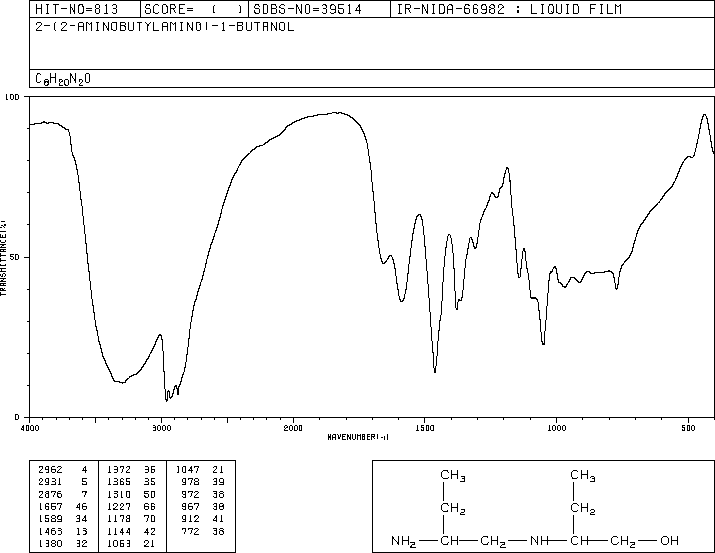 HIT-NO=813 SCORE= ( ) SDBS-NO=39514 IR-NIDA-66982 : LIQUID FILM
2-(2-AMINOBUTYLAMINO)-1-BUTANOL
C8H20N2O
100
50
0
TRANSMITTANCE(%)
4000 3000 2000 1500 1000 500
WAVENUMBER(-1)
2962 4 1372 36 1047 21
2931 5 1365 35 978 39
2876 7 1310 50 972 38
1657 46 1227 66 967 38
1589 34 1178 70 912 41
1463 13 1144 42 772 38
1380 32 1063 21
CH3 CH3
CH2 CH2
NH2 CH CH2 NH CH CH2 OH